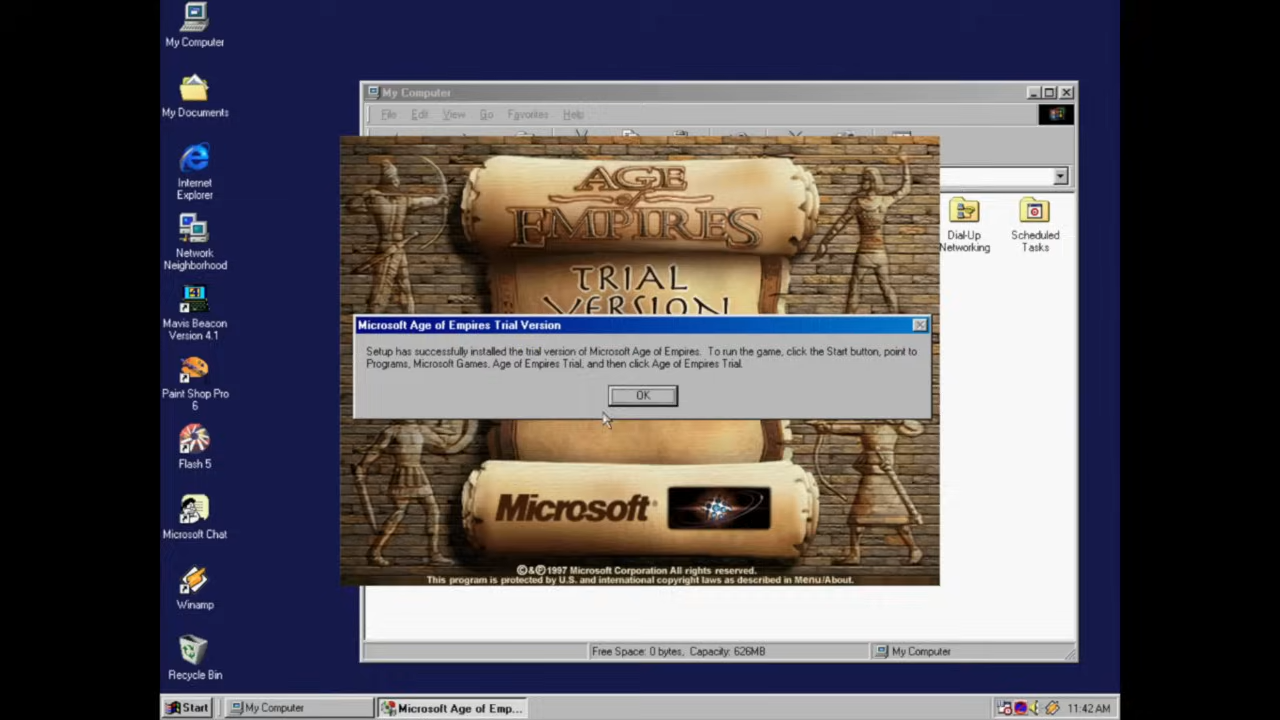 My Computer
My Documents
Internet
Explorer
Network
Neighborhood
Mavis Beacon
Version 4.1
Paint Shop Pro
6
Flash 5
Microsoft Chat
Winamp
Recycle Bin
My Computer
File Edit View Go Favorites Help
Dial-Up
Networking
Scheduled
Tasks
AGE
of
EMPIRES
TRIAL
VERSION
Microsoft Age of Empires Trial Version
Setup has successfully installed the trial version of Microsoft Age of Empires. To run the game, click the Start button, point to
Programs, Microsoft Games, Age of Empires Trial, and then click Age of Empires Trial.
OK
Microsoft®
©&℗1997 Microsoft Corporation All rights reserved.
This program is protected by U.S. and international copyright laws as described in Menu/About.
Free Space: 0 bytes, Capacity: 626MB
My Computer
Start
My Computer
Microsoft Age of Emp...
11:42 AM